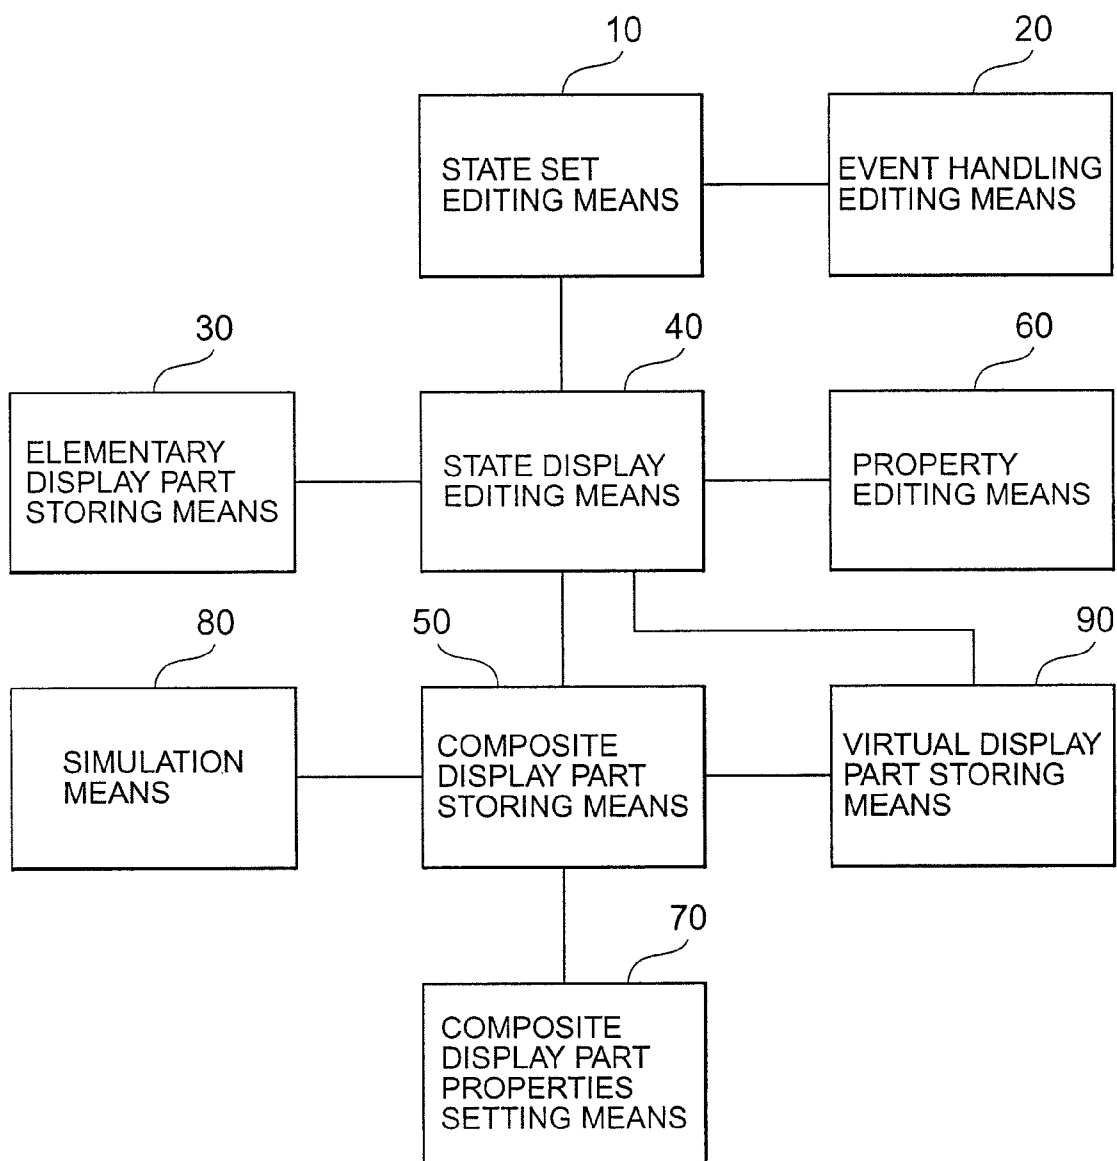 10
20
STATE SET
EDITING MEANS
EVENT HANDLING
EDITING MEANS
30
40
60
ELEMENTARY
DISPLAY PART
STORING MEANS
STATE DISPLAY
EDITING MEANS
PROPERTY
EDITING MEANS
80
50
90
SIMULATION
MEANS
COMPOSITE
DISPLAY PART
STORING MEANS
VIRTUAL DISPLAY
PART STORING
MEANS
70
COMPOSITE
DISPLAY PART
PROPERTIES
SETTING MEANS